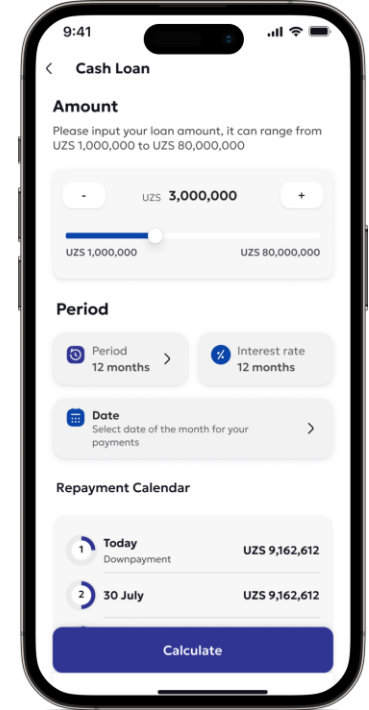 9:41
Cash Loan
Amount
Please input your loan amount, it can range from
UZS 1,000,000 to UZS 80,000,000
- UZS 3,000,000 +
UZS 1,000,000 UZS 80,000,000
Period
Period
12 months
Interest rate
12 months
Date
Select date of the month for your
payments
Repayment Calendar
1 Today UZS 9,162,612
Downpayment
2 30 July UZS 9,162,612
Calculate